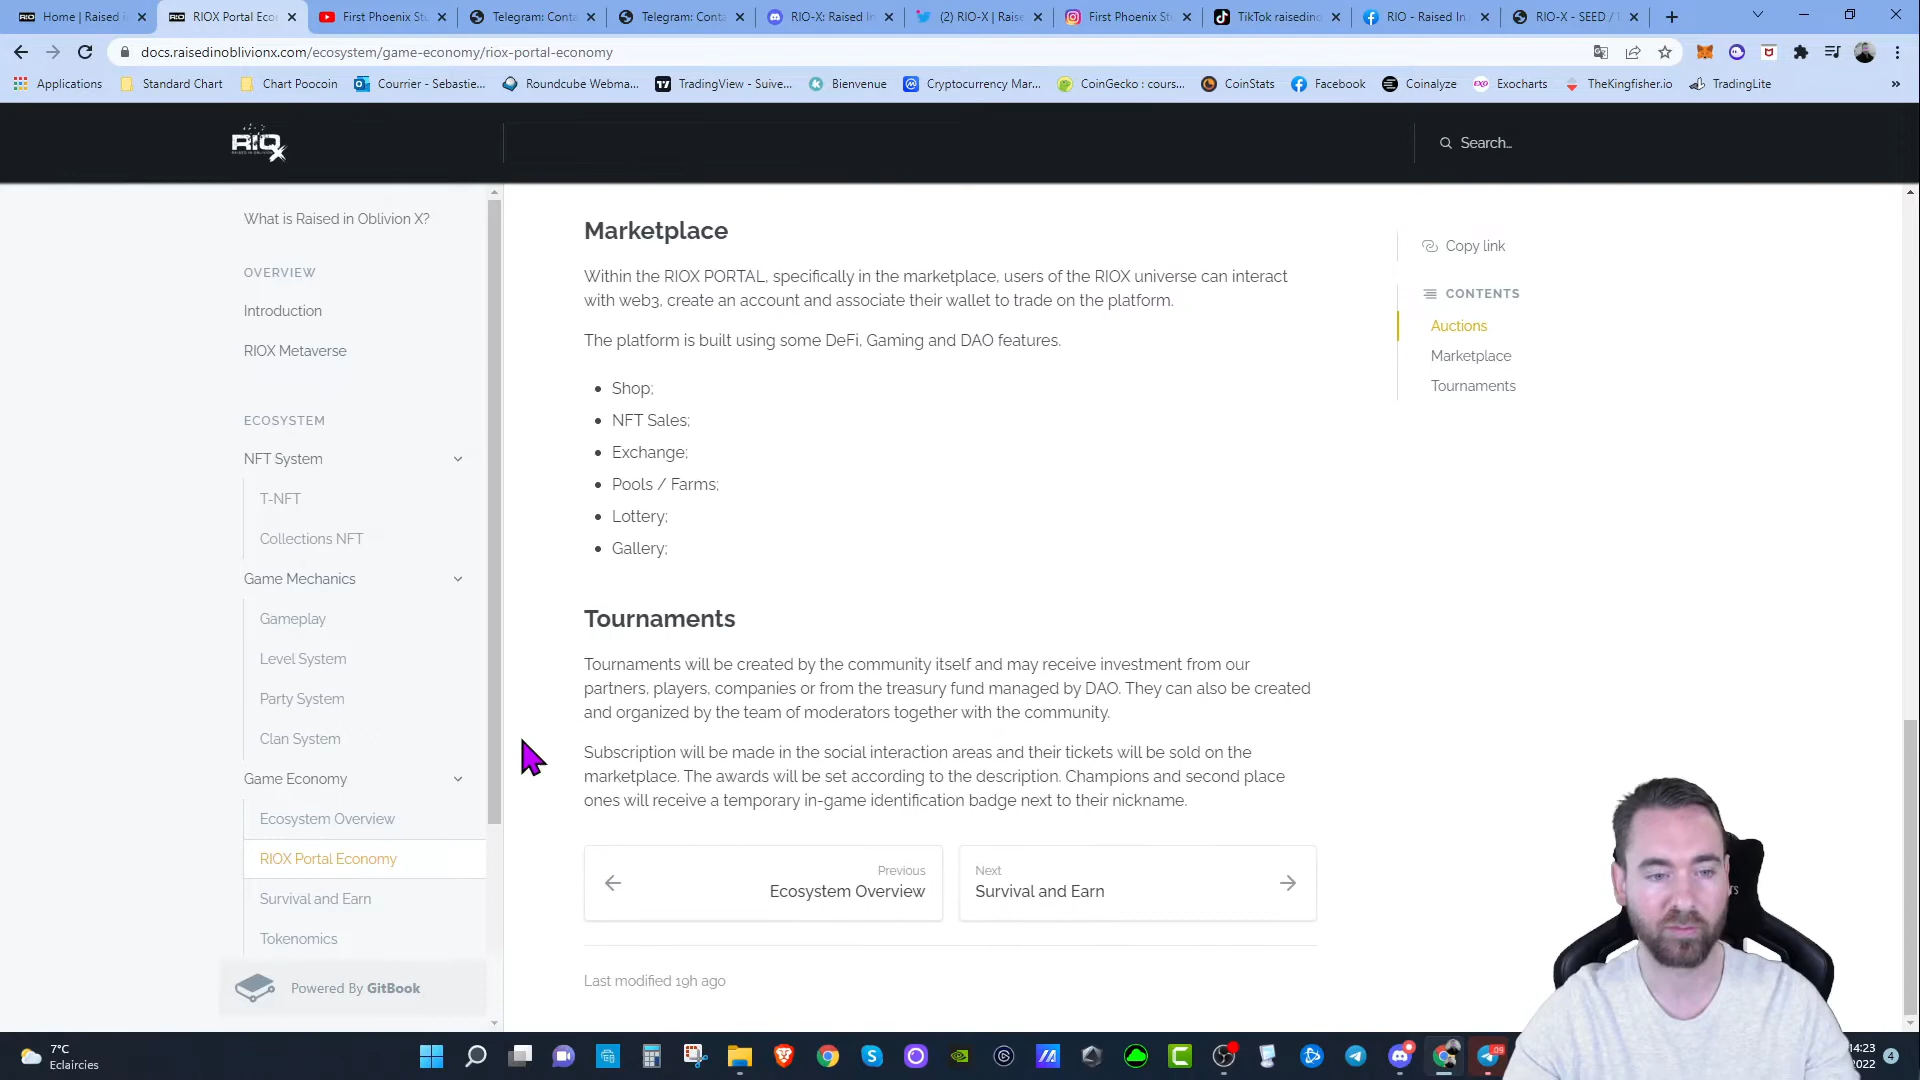 Home | Raised in
RIOX Portal Eco
First Phoenix Stu
Telegram: Conta
Telegram: Conta
RIO-X: Raised In
(2) RIO-X | Raise
First Phoenix Stu
TikTok raisedino
RIO - Raised In
RIO-X - SEED / 
docs.raisedinoblivionx.com/ecosystem/game-economy/riox-portal-economy
Applications
Standard Chart
Chart Poocoin
Courrier - Sebastie...
Roundcube Webma...
TradingView - Suive...
Bienvenue
Cryptocurrency Mar...
CoinGecko : cours...
CoinStats
Facebook
Coinalyze
Exocharts
TheKingfisher.io
TradingLite
»
RIO X
RAISED IN OBLIVION
Search...
What is Raised in Oblivion X?
OVERVIEW
Introduction
RIOX Metaverse
ECOSYSTEM
NFT System
T-NFT
Collections NFT
Game Mechanics
Gameplay
Level System
Party System
Clan System
Game Economy
Ecosystem Overview
RIOX Portal Economy
Survival and Earn
Tokenomics
Powered By GitBook
Marketplace
Within the RIOX PORTAL, specifically in the marketplace, users of the RIOX universe can interact
with web3, create an account and associate their wallet to trade on the platform.
The platform is built using some DeFi, Gaming and DAO features.
• Shop;
• NFT Sales;
• Exchange;
• Pools / Farms;
• Lottery;
• Gallery;
Tournaments
Tournaments will be created by the community itself and may receive investment from our
partners, players, companies or from the treasury fund managed by DAO. They can also be created
and organized by the team of moderators together with the community.
Subscription will be made in the social interaction areas and their tickets will be sold on the
marketplace. The awards will be set according to the description. Champions and second place
ones will receive a temporary in-game identification badge next to their nickname.
Previous
Ecosystem Overview
Next
Survival and Earn
Last modified 19h ago
Copy link
CONTENTS
Auctions
Marketplace
Tournaments
7°C
Eclaircies
14:23
2022
4